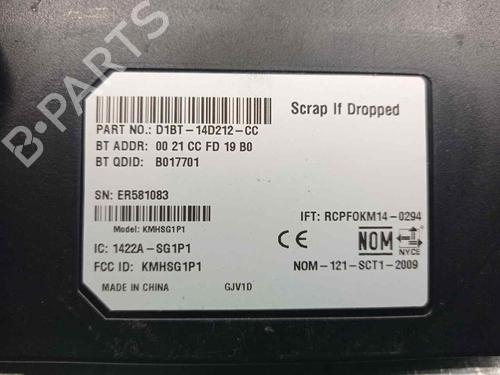 Scrap If Dropped
PART NO.: D1BT-14D212-CC
BT ADDR: 00 21 CC FD 19 B0
BT QDID: B017701
SN: ER581083
Model: KMHSG1P1
IFT: RCPFOKM14-0294
IC: 1422A-SG1P1
CE NOM NYCE
FCC ID: KMHSG1P1
NOM-121-SCT1-2009
MADE IN CHINA GJV1D
B-PARTS